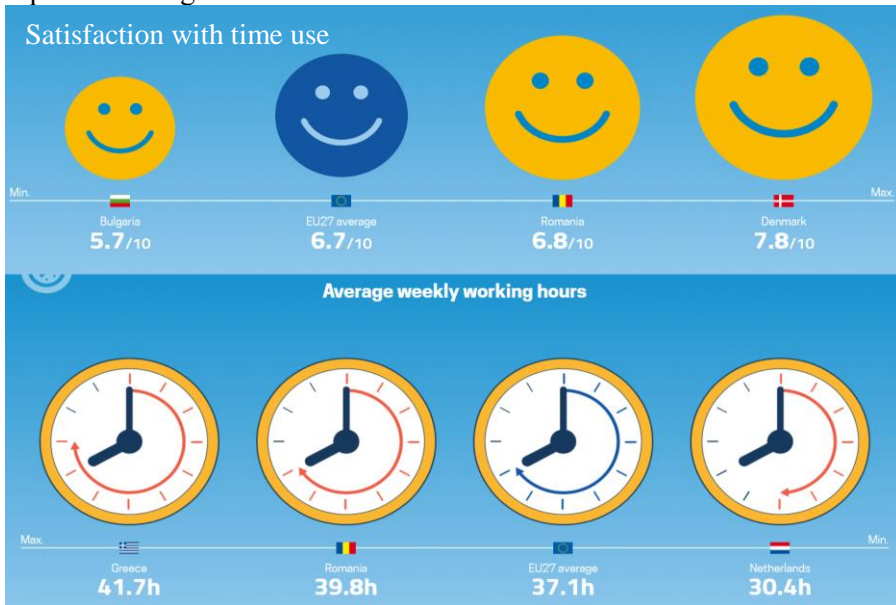 Satisfaction with time use
Min.
Max.
Bulgaria
EU27 average
Romania
Denmark
5.7/10
6.7/10
6.8/10
7.8/10
Average weekly working hours
Max.
Min.
Greece
Romania
EU27 average
Netherlands
41.7h
39.8h
37.1h
30.4h